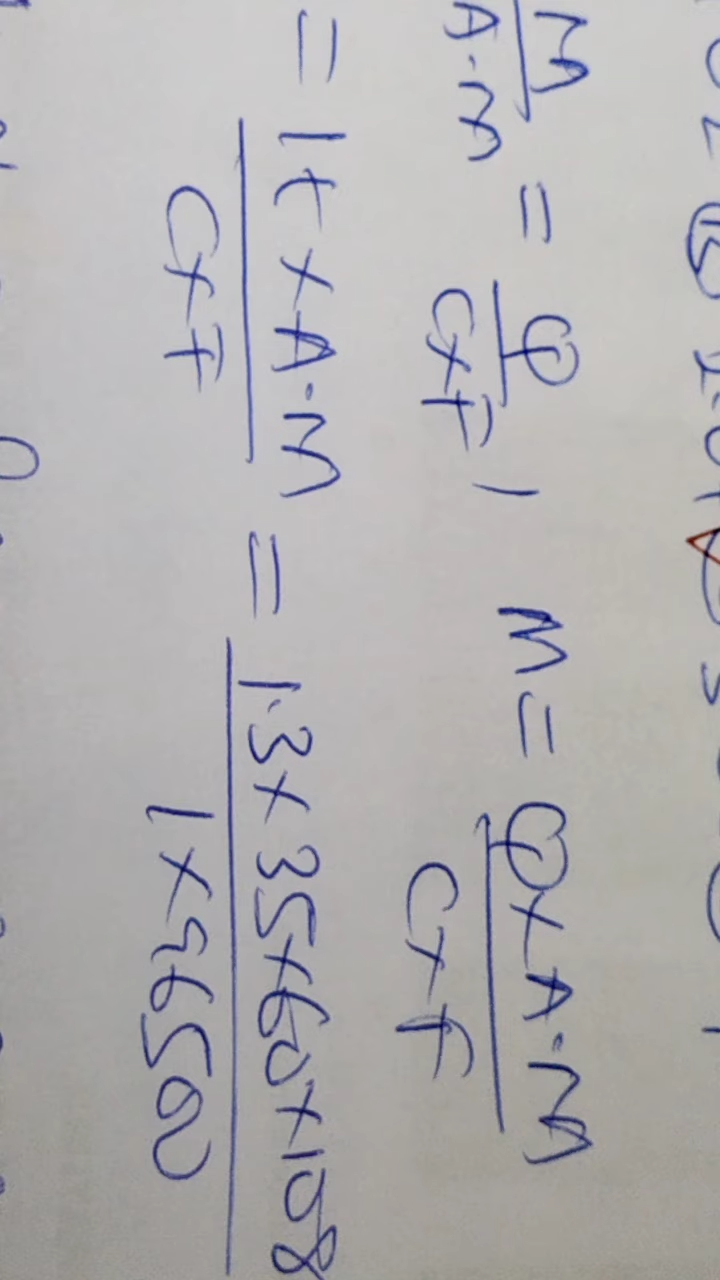 M/A.M = Q/C×F , M = Q×A.M/C×F
= It×A.M/C×F = 1.3×35×60×108/1×96500